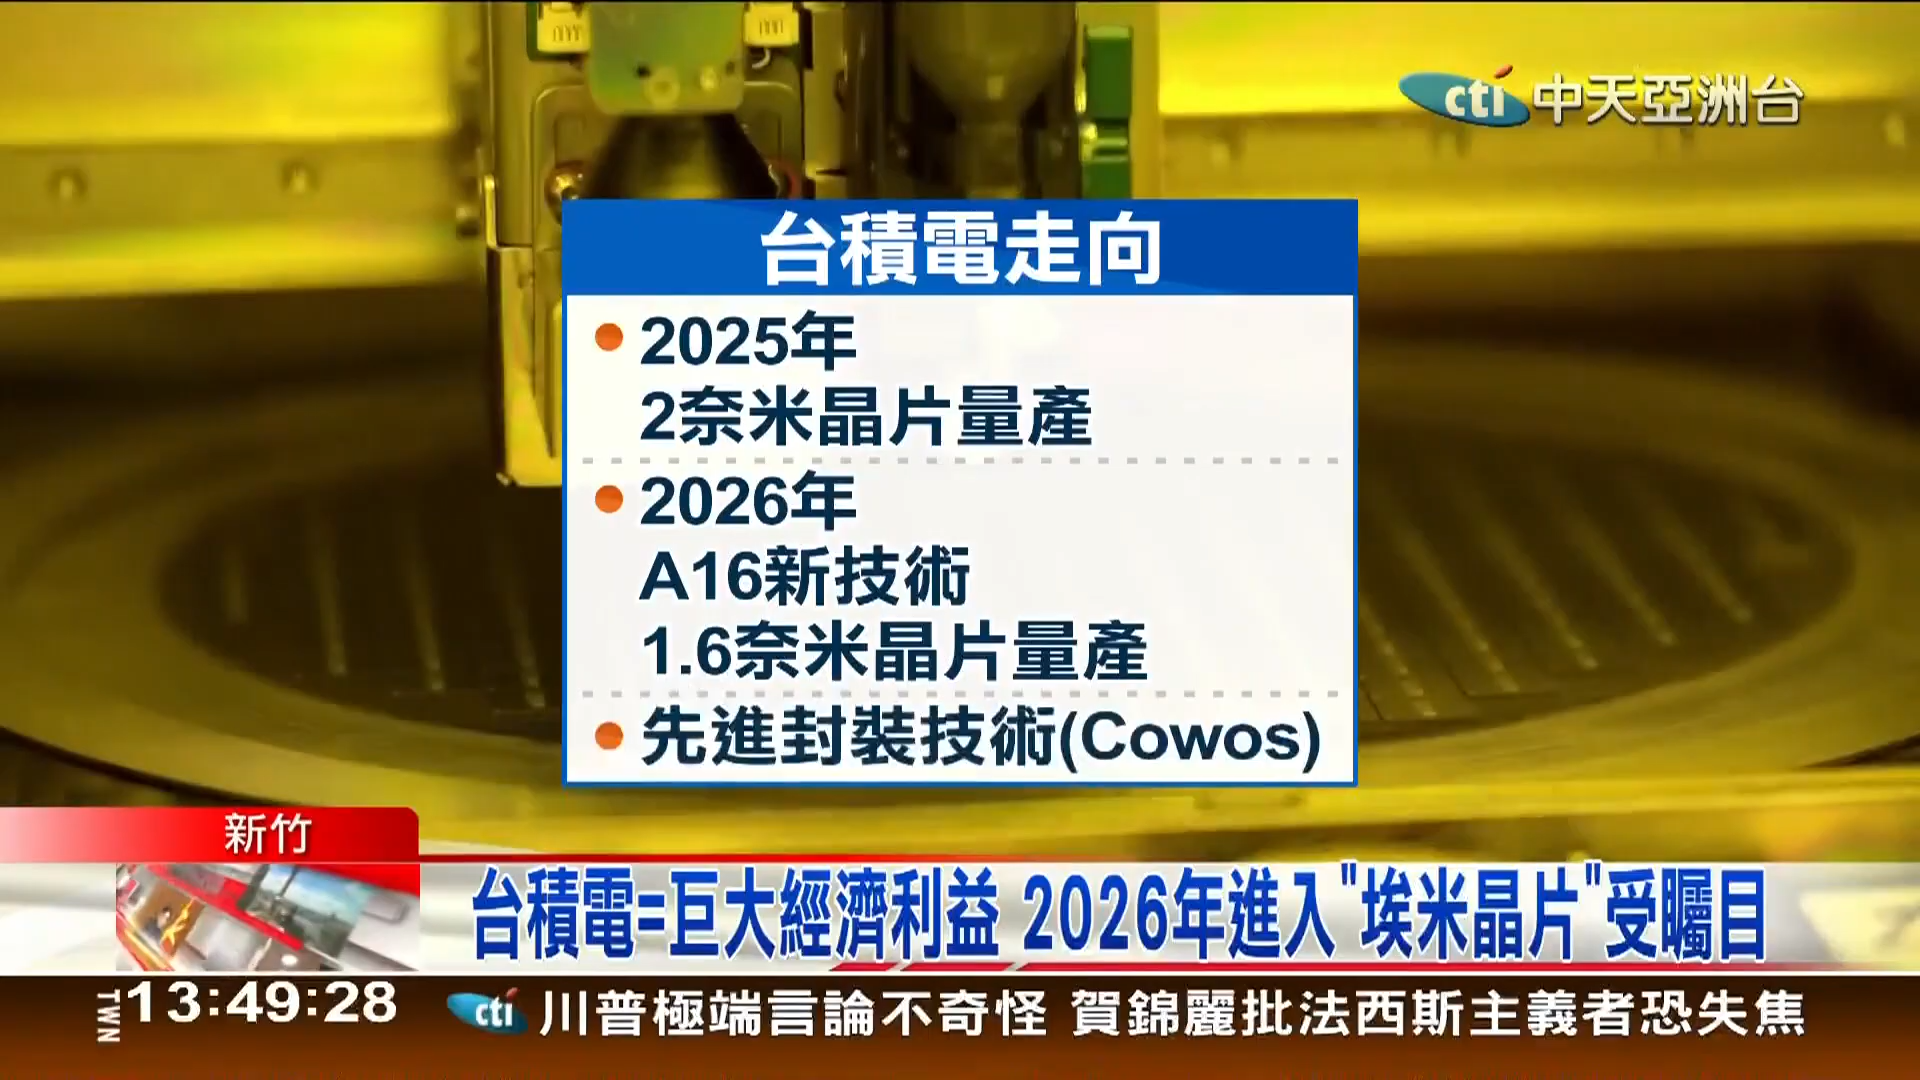 cti 中天亞洲台
台積電走向
2025年
2奈米晶片量產
2026年
A16新技術
1.6奈米晶片量產
先進封裝技術(Cowos)
新竹
台積電=巨大經濟利益 2026年進入"埃米晶片"受矚目
TWN 13:49:28
cti 川普極端言論不奇怪 賀錦麗批法西斯主義者恐失焦